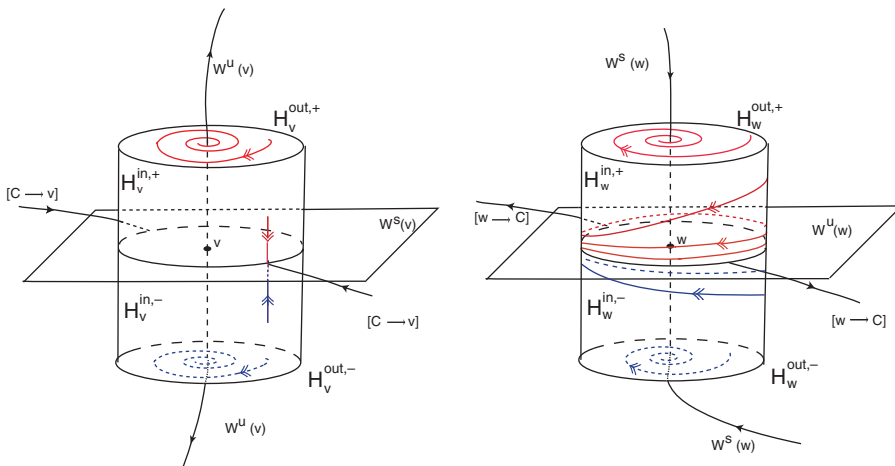 W^u (v)
H_v^{out,+}
H_v^{in,+}
[C → v]
W^s(v)
v
H_v^{in,−}
[C → v]
H_v^{out,−}
W^u (v)
W^s (w)
H_w^{out,+}
H_w^{in,+}
[w → C]
W^u (w)
w
H_w^{in,−}
[w → C]
H_w^{out,−}
W^s (w)